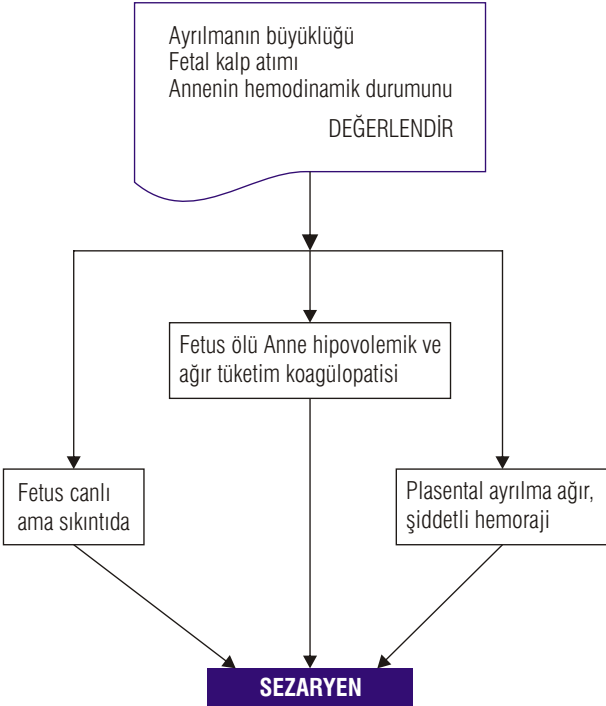 Ayrılmanın büyüklüğü
Fetal kalp atımı
Annenin hemodinamik durumunu
DEĞERLENDİR
Fetus ölü Anne hipovolemik ve
ağır tüketim koagülopatisi
Fetus canlı
ama sıkıntıda
Plasental ayrılma ağır,
şiddetli hemoraji
SEZARYEN